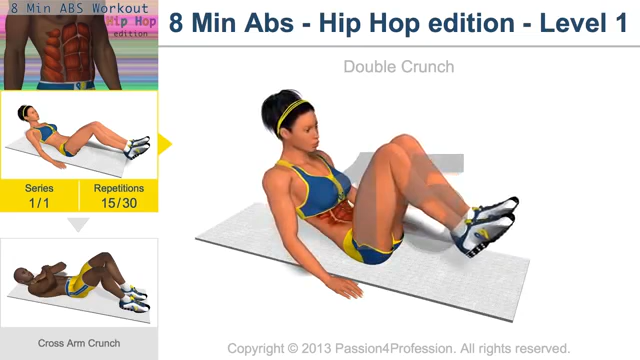 8 Min ABS Workout
Hip Hop
edition
8 Min Abs - Hip Hop edition - Level 1
Double Crunch
15
Series
Repetitions
1/1
15/30
Cross Arm Crunch
Copyright © 2013 Passion4Profession. All rights reserved.